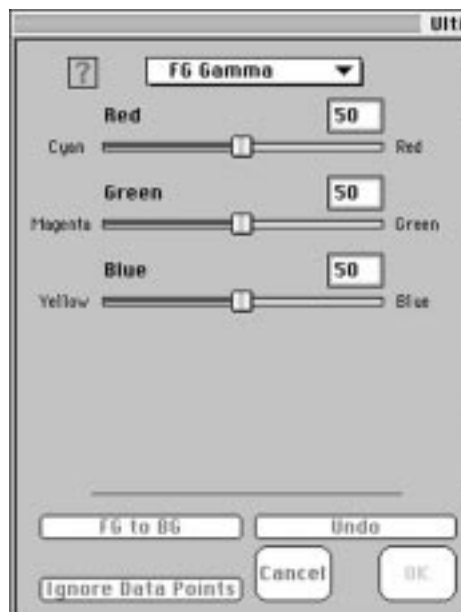 Ulti
?
FG Gamma
Red
50
Cyan
Red
Green
50
Magenta
Green
Blue
50
Yellow
Blue
FG to BG
Undo
Ignore Data Points
Cancel
OK